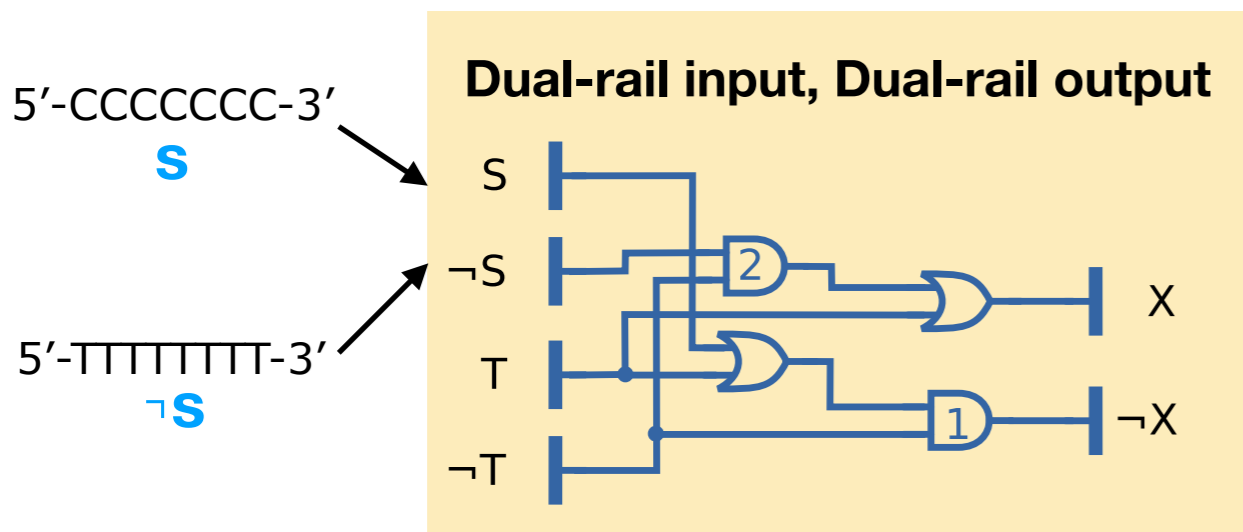 Dual-rail input, Dual-rail output
5′-CCCCCCC-3′
S
5′-TTTTTTTT-3′
¬S
S
¬S
T
¬T
2
1
X
¬X